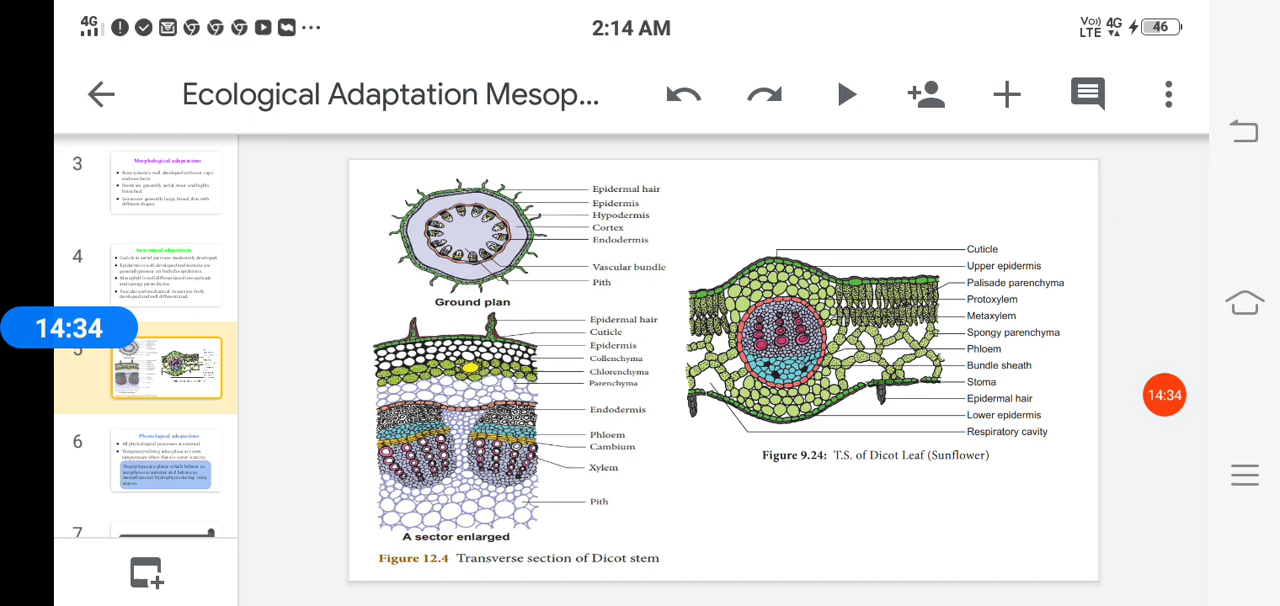 4G
2:14 AM
Vo)) 4G
LTE
46
Ecological Adaptation Mesop...
3
Morphological adaptations
4
14:34
5
6
Physiological adaptations
7
Epidermal hair
Epidermis
Hypodermis
Cortex
Endodermis
Vascular bundle
Pith
Ground plan
Epidermal hair
Cuticle
Epidermis
Collenchyma
Chlorenchyma
Parenchyma
Endodermis
Phloem
Cambium
Xylem
Pith
A sector enlarged
Figure 12.4 Transverse section of Dicot stem
Cuticle
Upper epidermis
Palisade parenchyma
Protoxylem
Metaxylem
Spongy parenchyma
Phloem
Bundle sheath
Stoma
Epidermal hair
Lower epidermis
Respiratory cavity
Figure 9.24: T.S. of Dicot Leaf (Sunflower)
14:34